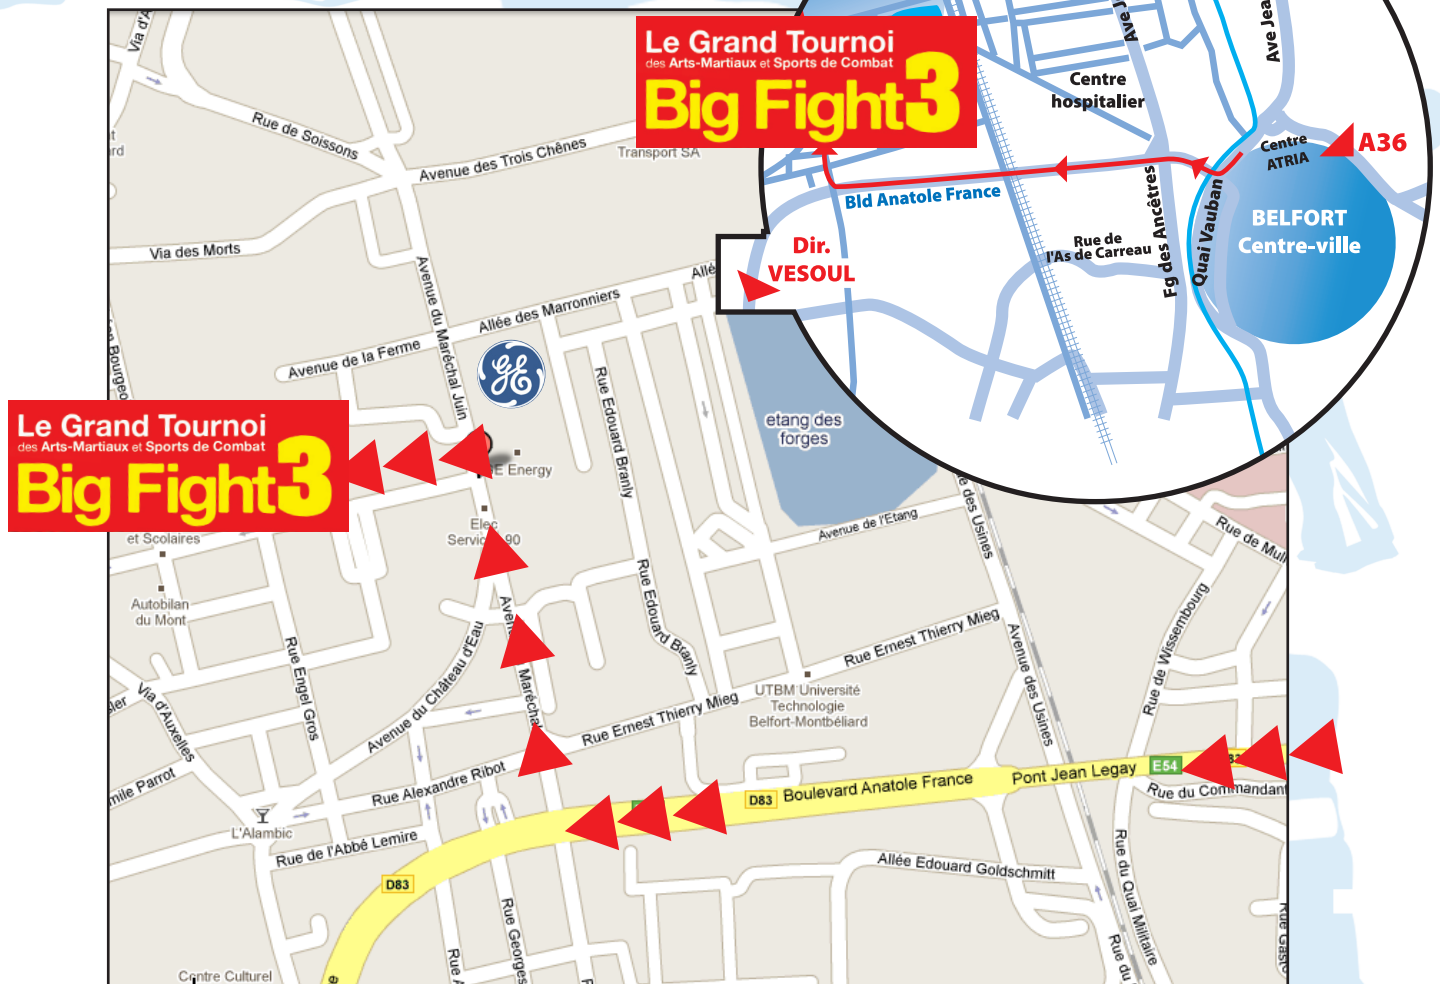 Le Grand Tournoi
des Arts-Martiaux et Sports de Combat
Big Fight3
Centre
hospitalier
Centre
ATRIA
A36
Bld Anatole France
Fg des Ancêtres
Quai Vauban
BELFORT
Centre-ville
Rue de
l'As de Carreau
Dir.
VESOUL
Rue de Soissons
Avenue des Trois Chênes
Transport SA
Via des Morts
Avenue du Maréchal Juin
Allée des Marronniers
Avenue de la Ferme
GE
Rue Edouard Branly
etang des
forges
Le Grand Tournoi
des Arts-Martiaux et Sports de Combat
Big Fight3
Energy
Elec
90
et Scolaires
Autobilan
du Mont
Avenue de l'Etang
Rue Edouard Branly
Avenue du Château d'Eau
Maréchal
Rue Engel Gros
Via d'Auxelles
Rue Ernest Thierry Mieg
Rue Ernest Thierry Mieg
UTBM Université
Technologie
Belfort-Montbéliard
Avenue des Usines
Rue de Wissembourg
Rue Alexandre Ribot
L'Alambic
Rue de l'Abbé Lemire
D83
D83
Boulevard Anatole France
Pont Jean Legay
E54
Rue du Commandant
Allée Edouard Goldschmitt
Rue du Quai Militaire
Rue Georges
Centre Culturel